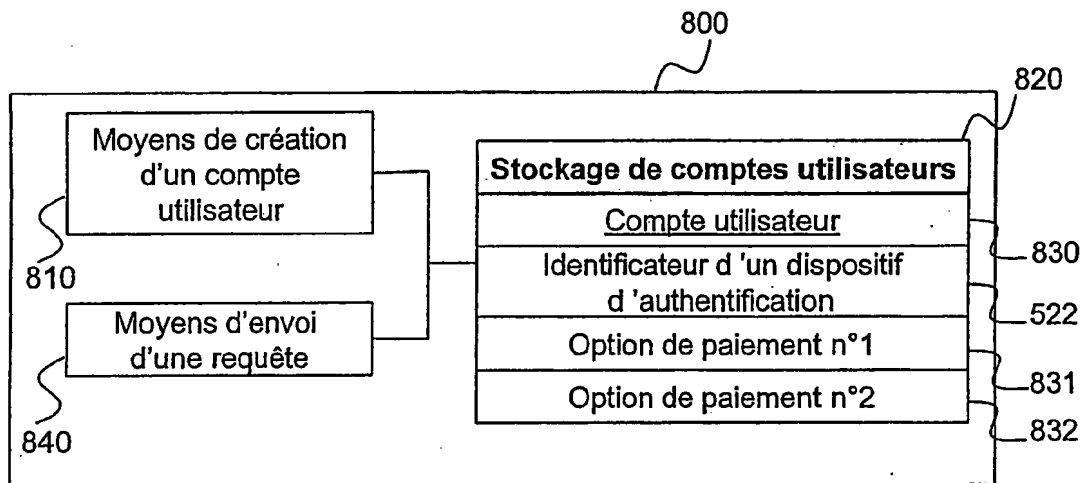 800
820
Moyens de création
d'un compte
utilisateur
810
Stockage de comptes utilisateurs
Compte utilisateur
830
Identificateur d 'un dispositif
d 'authentification
522
Moyens d'envoi
d'une requête
840
Option de paiement n°1
831
Option de paiement n°2
832